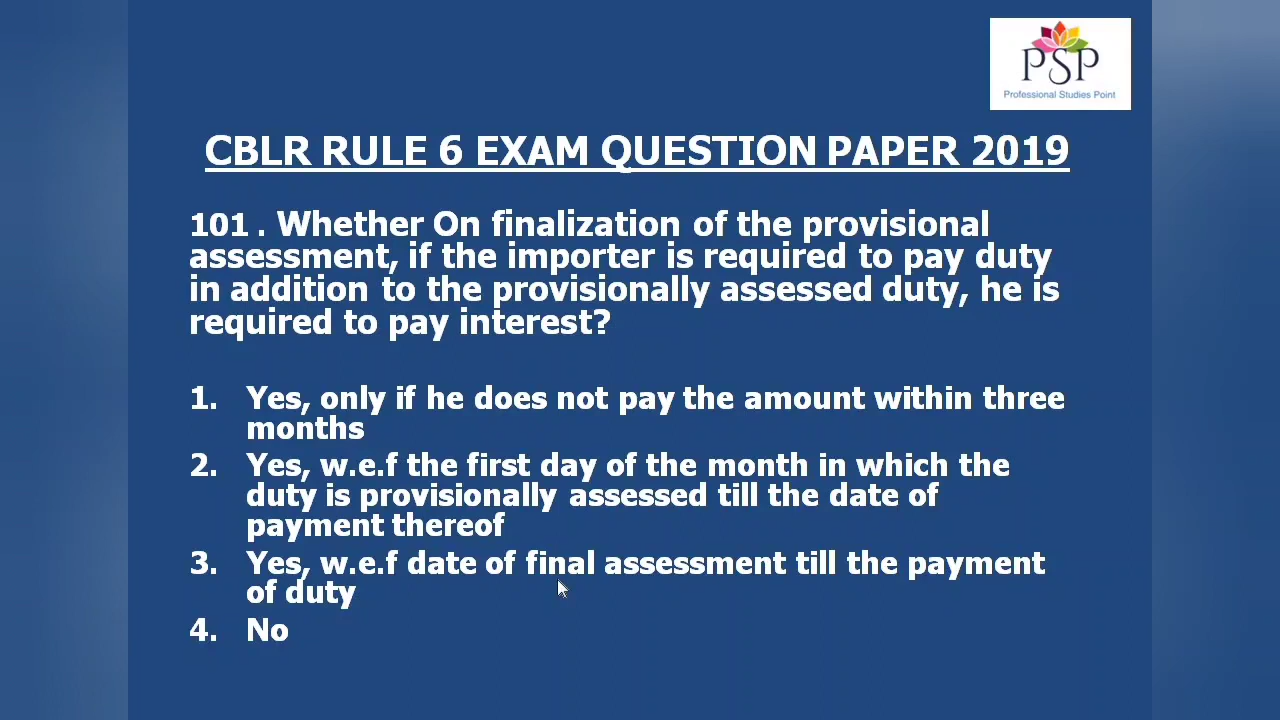 PSP
Professional Studies Point
CBLR RULE 6 EXAM QUESTION PAPER 2019
101 . Whether On finalization of the provisional
assessment, if the importer is required to pay duty
in addition to the provisionally assessed duty, he is
required to pay interest?
1. Yes, only if he does not pay the amount within three
months
2. Yes, w.e.f the first day of the month in which the
duty is provisionally assessed till the date of
payment thereof
3. Yes, w.e.f date of final assessment till the payment
of duty
4. No